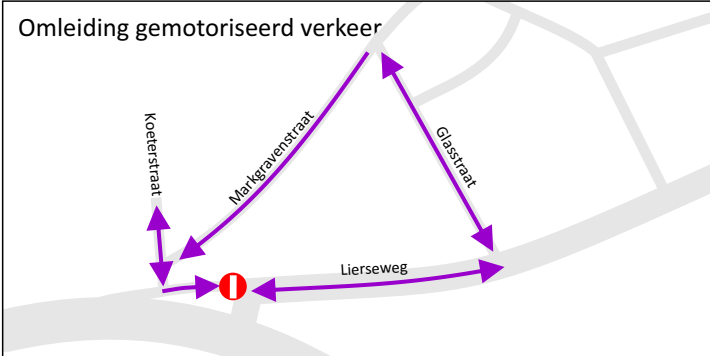 Omleiding gemotoriseerd verkeer
Koeterstraat
Markgravenstraat
Glasstraat
Lierseweg